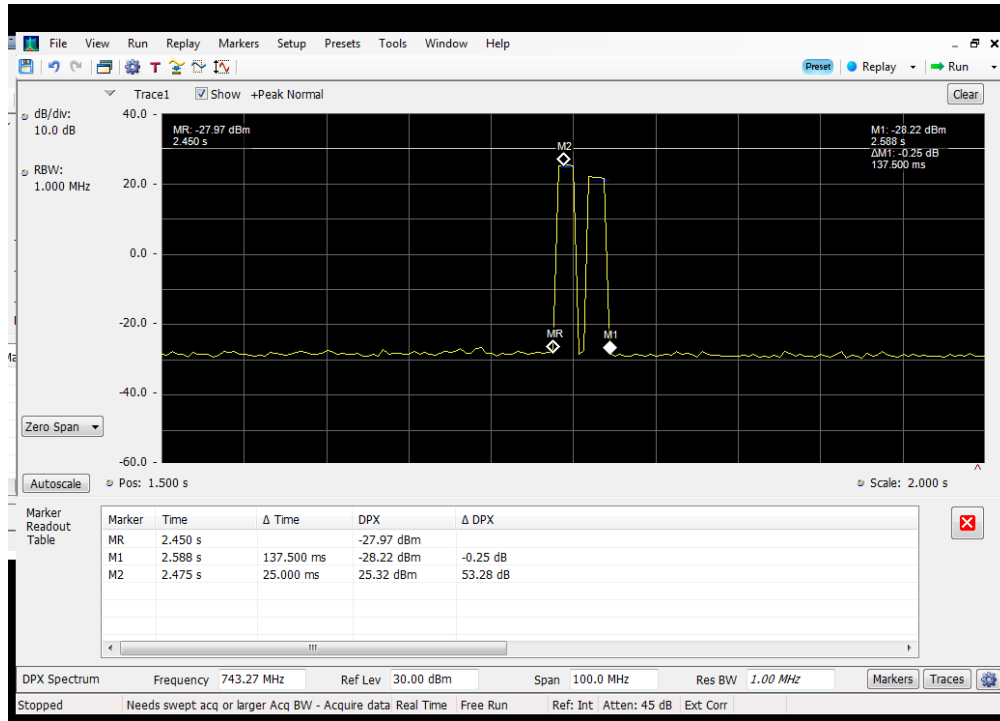 File View Run Replay Markers Setup Presets Tools Window Help
T Preset Replay Run
Trace1 Show +Peak Normal Clear
dB/div:
10.0 dB
RBW:
1.000 MHz
40.0
20.0
0.0
-20.0
-40.0
-60.0
MR: -27.97 dBm
2.450 s
M2
M1: -28.22 dBm
2.588 s
ΔM1: -0.25 dB
137.500 ms
MR
M1
Zero Span
Autoscale Pos: 1.500 s Scale: 2.000 s
Marker
Readout
Table
Marker Time Δ Time DPX Δ DPX
MR 2.450 s -27.97 dBm
M1 2.588 s 137.500 ms -28.22 dBm -0.25 dB
M2 2.475 s 25.000 ms 25.32 dBm 53.28 dB
DPX Spectrum Frequency 743.27 MHz Ref Lev 30.00 dBm Span 100.0 MHz Res BW 1.00 MHz Markers Traces
Stopped Needs swept acq or larger Acq BW - Acquire data Real Time Free Run Ref: Int Atten: 45 dB Ext Corr